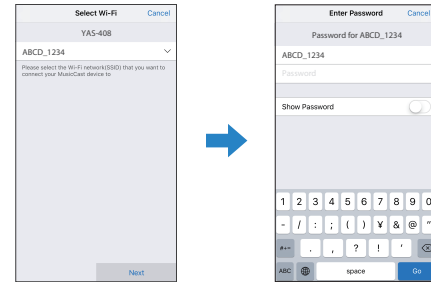 Select Wi-Fi Cancel
YAS-408
ABCD_1234
Please select the Wi-Fi network(SSID) that you want to
connect your MusicCast device to
Next
Enter Password Cancel
Password for ABCD_1234
ABCD_1234
Password
Show Password
1 2 3 4 5 6 7 8 9 0
- / : ; ( ) ¥ & @ "
#+= . , ? ! '
ABC space Go